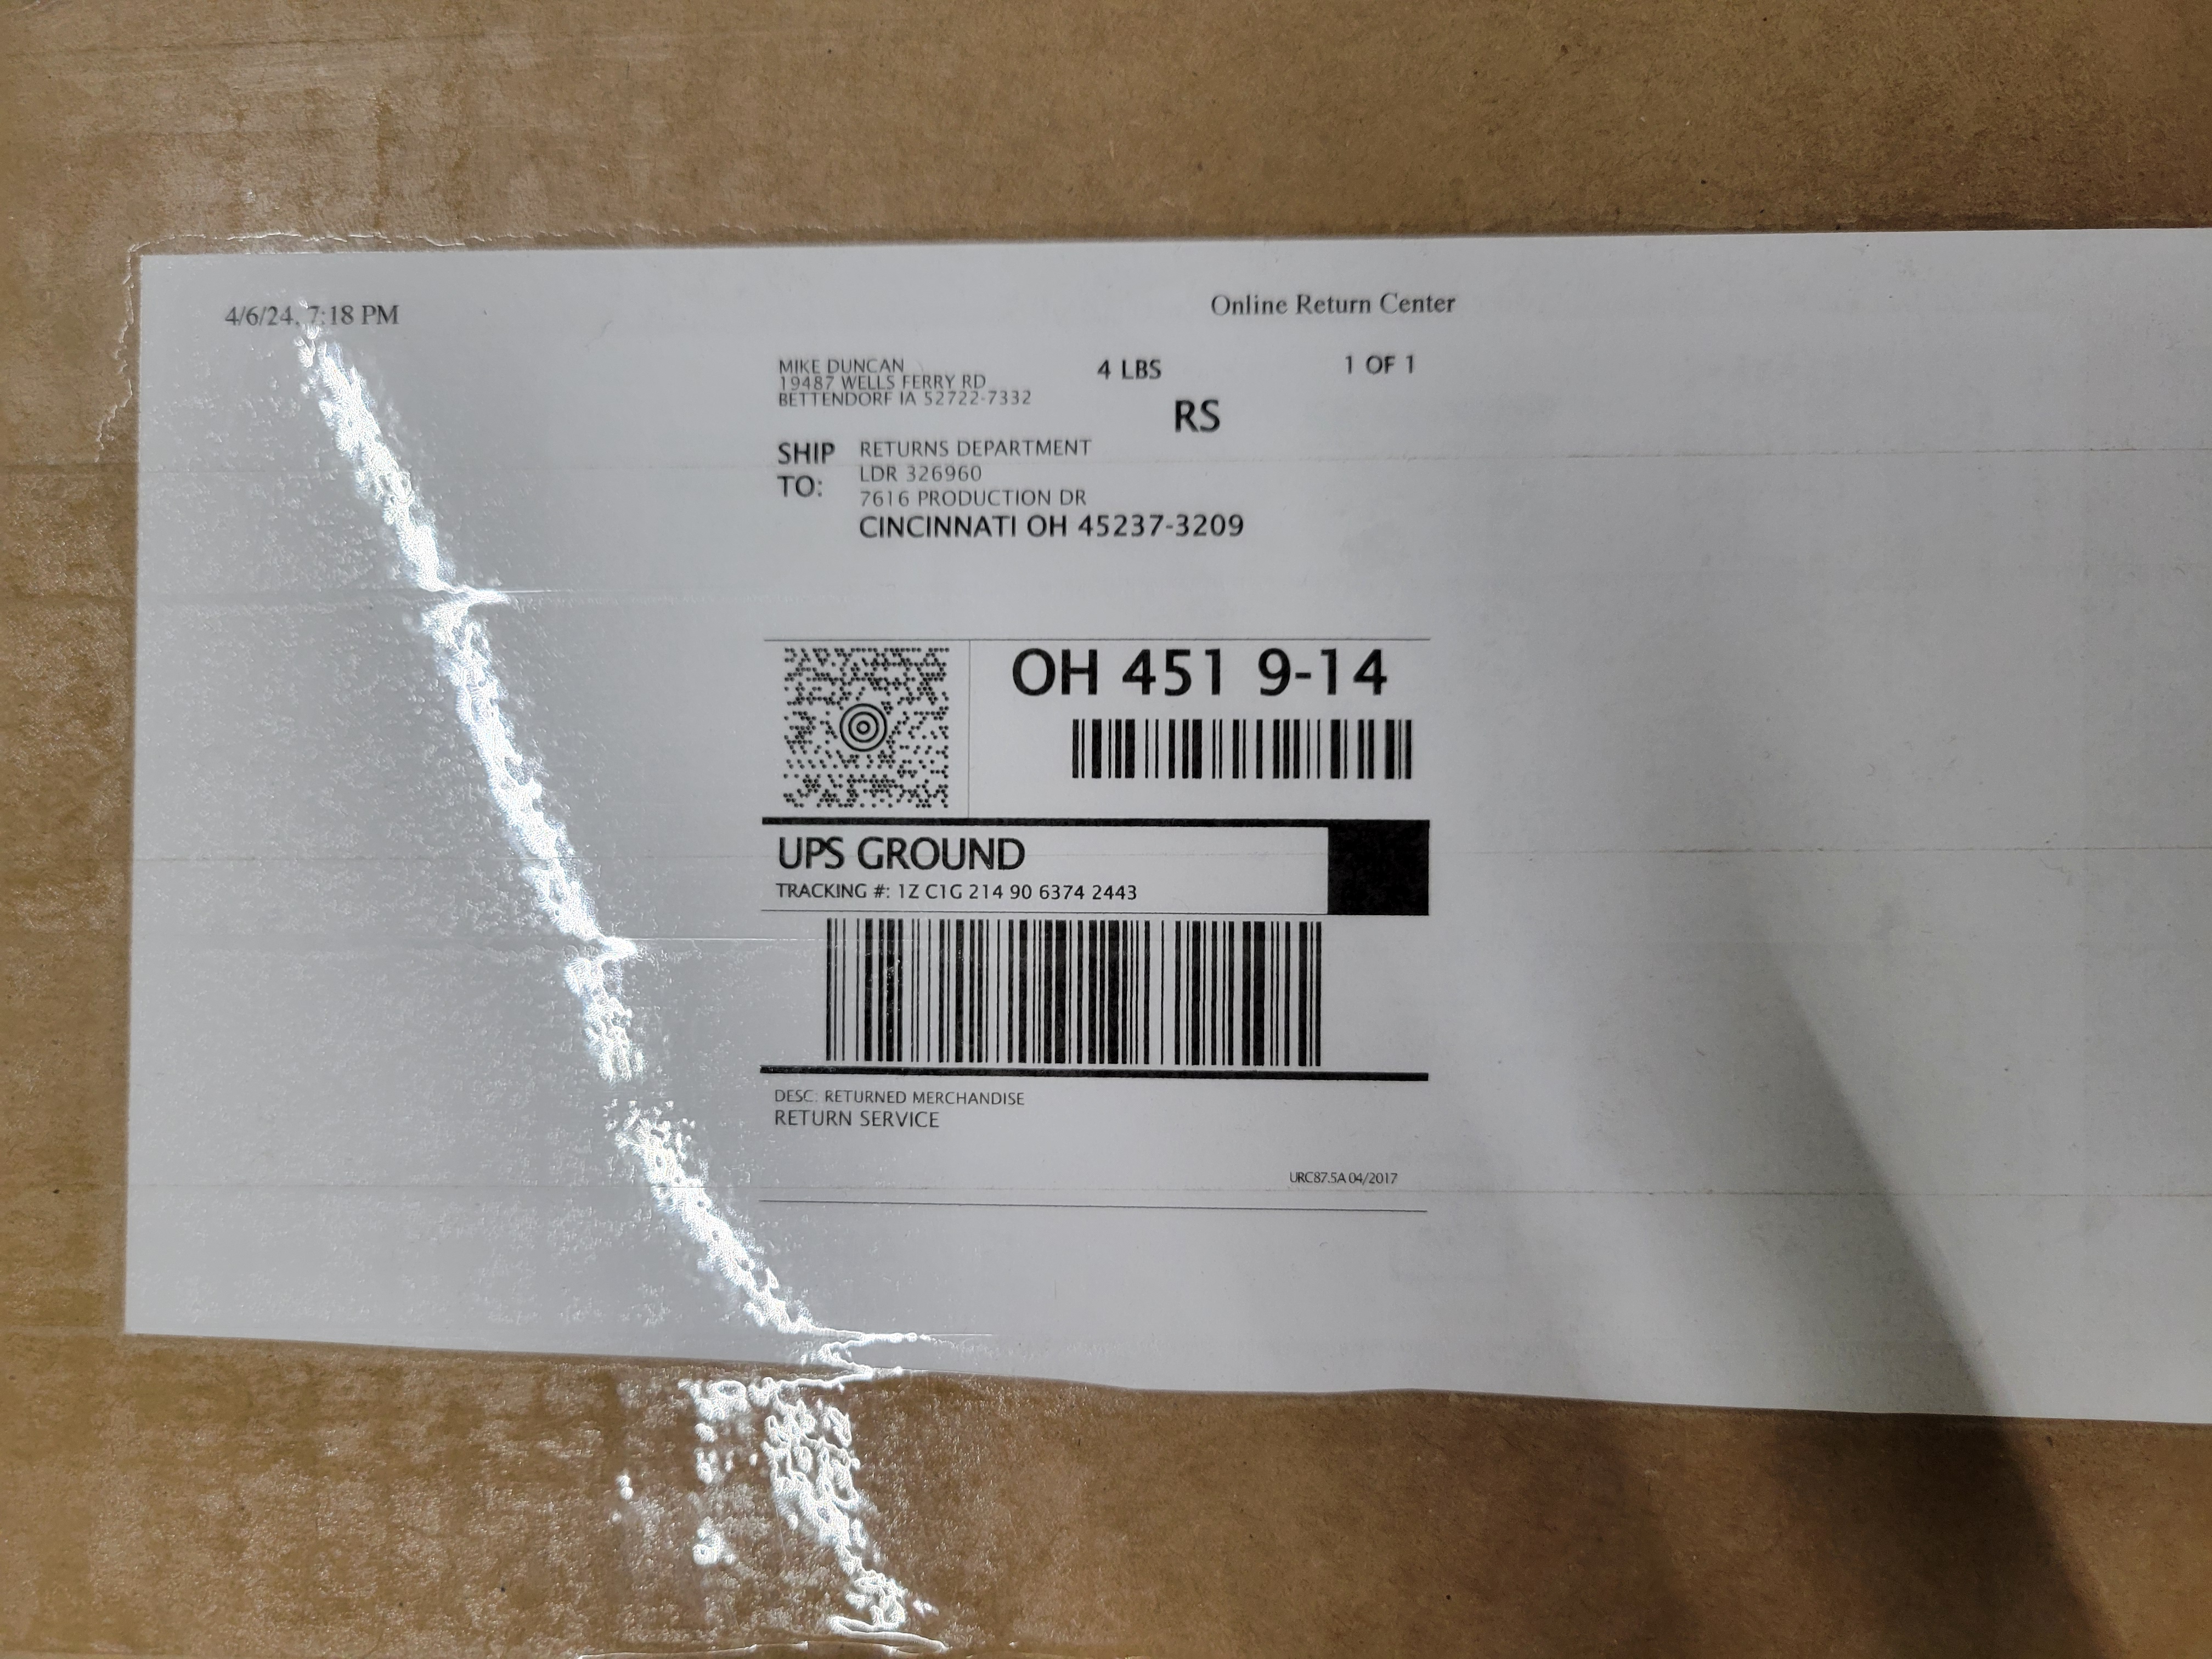 4/6/24, 7:18 PM
Online Return Center
MIKE DUNCAN
19487 WELLS FERRY RD
BETTENDORF IA 52722-7332
4 LBS
1 OF 1
RS
SHIP TO:
RETURNS DEPARTMENT
LDR 326960
7616 PRODUCTION DR
CINCINNATI OH 45237-3209
OH 451 9-14
UPS GROUND
TRACKING #: 1Z C1G 214 90 6374 2443
DESC: RETURNED MERCHANDISE
RETURN SERVICE
URC87.5A 04/2017